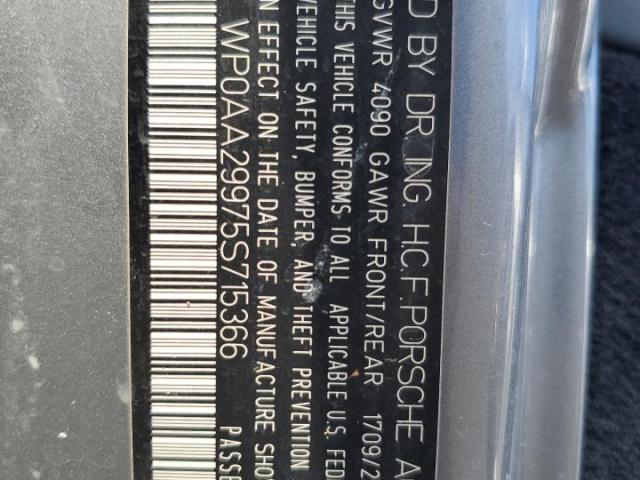 D BY DR. ING. H.C.F.PORSCHE A
GVWR 4090 GAWR FRONT/REAR 1709/2
THIS VEHICLE CONFORMS TO ALL APPLICABLE U.S. FED
VEHICLE SAFETY, BUMPER, AND THEFT PREVENTION
N EFFECT ON THE DATE OF MANUFACTURE SHO
WP0AA29975S715366 PASSE